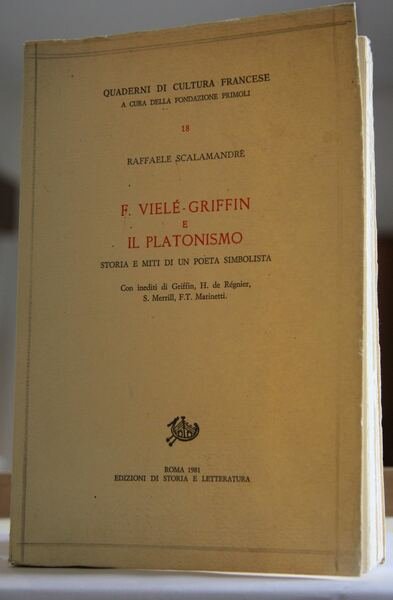 QUADERNI DI CULTURA FRANCESE
A CURA DELLA FONDAZIONE PRIMOLI
18
RAFFAELE SCALAMANDRÈ
F. VIELÉ-GRIFFIN
E
IL PLATONISMO
STORIA E MITI DI UN POETA SIMBOLISTA
Con inediti di Griffin, H. de Régnier,
S. Merrill, F.T. Marinetti.
ROMA 1981
EDIZIONI DI STORIA E LETTERATURA